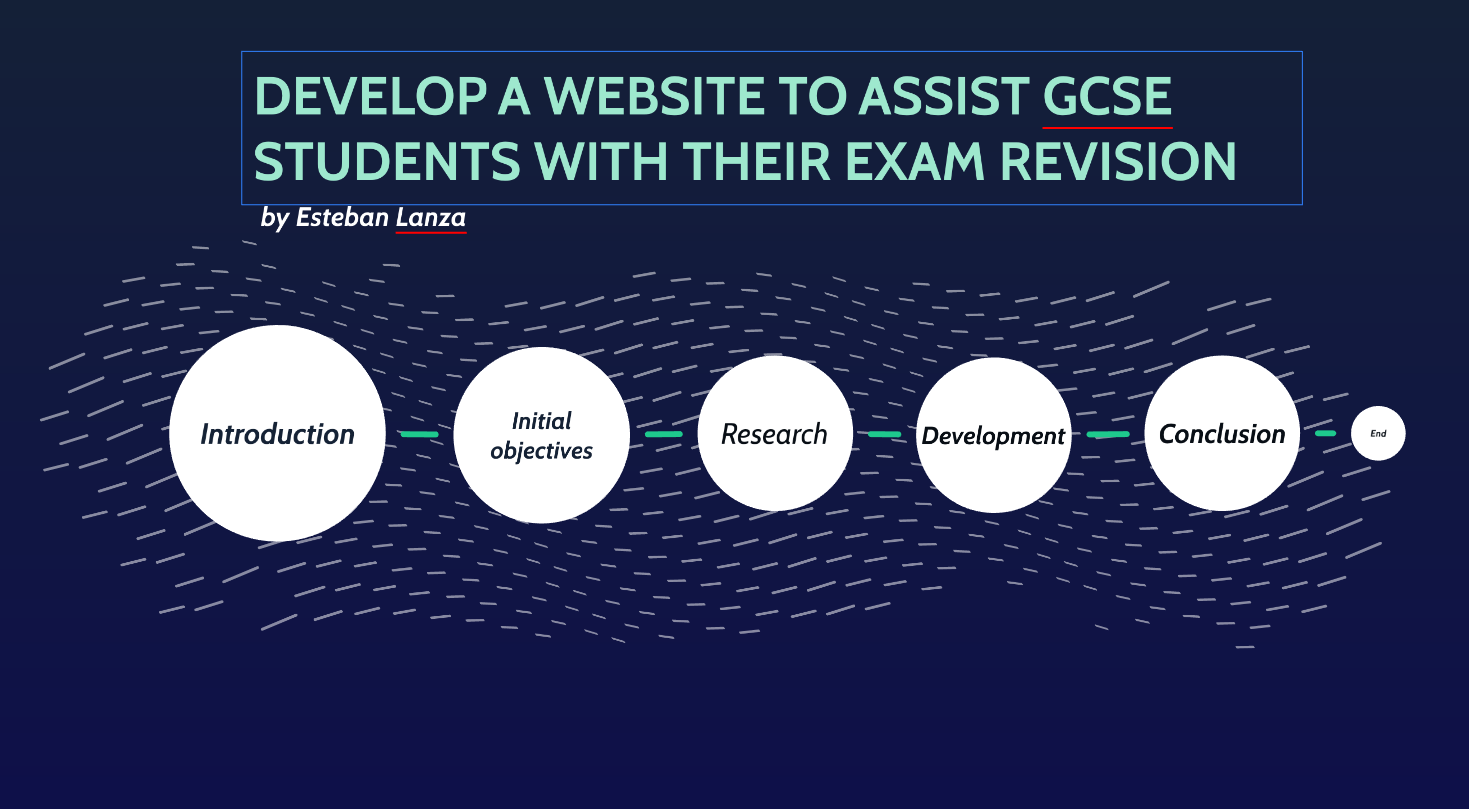 DEVELOP A WEBSITE TO ASSIST GCSE
STUDENTS WITH THEIR EXAM REVISION
by Esteban Lanza
Introduction
Initial
objectives
Research
Development
Conclusion
End